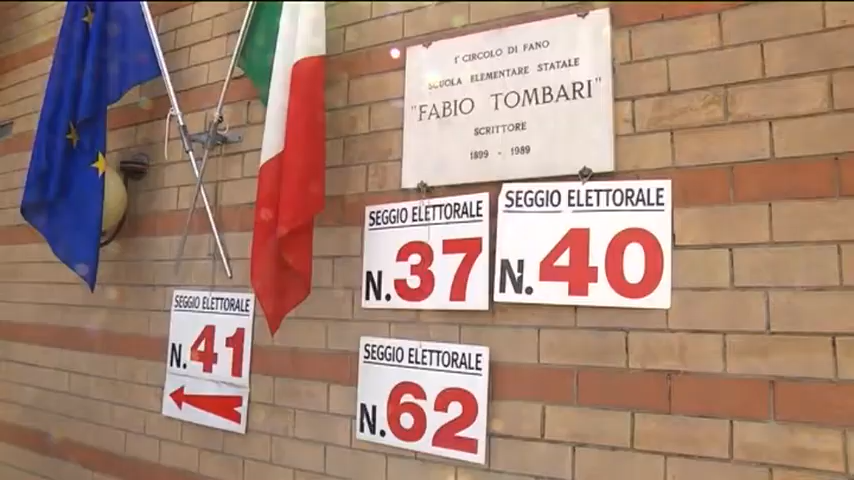 1° CIRCOLO DI FANO
SCUOLA ELEMENTARE STATALE
"FABIO TOMBARI"
SCRITTORE
1899 - 1989
SEGGIO ELETTORALE
N. 37
SEGGIO ELETTORALE
N. 40
SEGGIO ELETTORALE
N. 41
SEGGIO ELETTORALE
N. 62